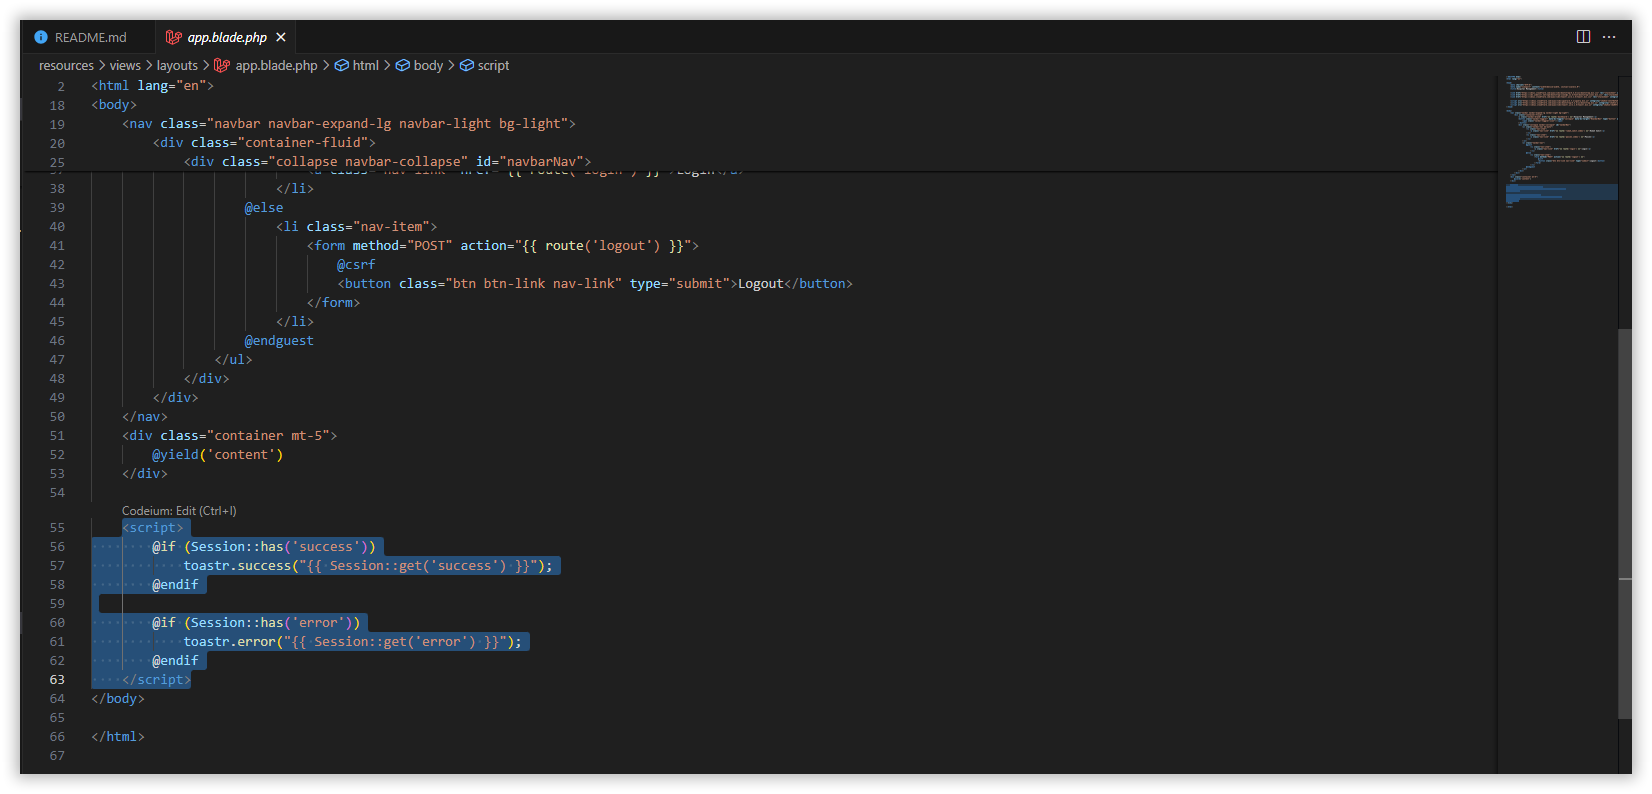 README.md
app.blade.php
resources > views > layouts > app.blade.php > html > body > script
2 <html lang="en">
18 <body>
19 <nav class="navbar navbar-expand-lg navbar-light bg-light">
20 <div class="container-fluid">
25 <div class="collapse navbar-collapse" id="navbarNav">
38 </li>
39 @else
40 <li class="nav-item">
41 <form method="POST" action="{{ route('logout') }}">
42 @csrf
43 <button class="btn btn-link nav-link" type="submit">Logout</button>
44 </form>
45 </li>
46 @endguest
47 </ul>
48 </div>
49 </div>
50 </nav>
51 <div class="container mt-5">
52 @yield('content')
53 </div>
54
Codeium: Edit (Ctrl+I)
55 <script>
56 @if (Session::has('success'))
57 toastr.success("{{ Session::get('success') }}");
58 @endif
59
60 @if (Session::has('error'))
61 toastr.error("{{ Session::get('error') }}");
62 @endif
63 </script>
64 </body>
65
66 </html>
67